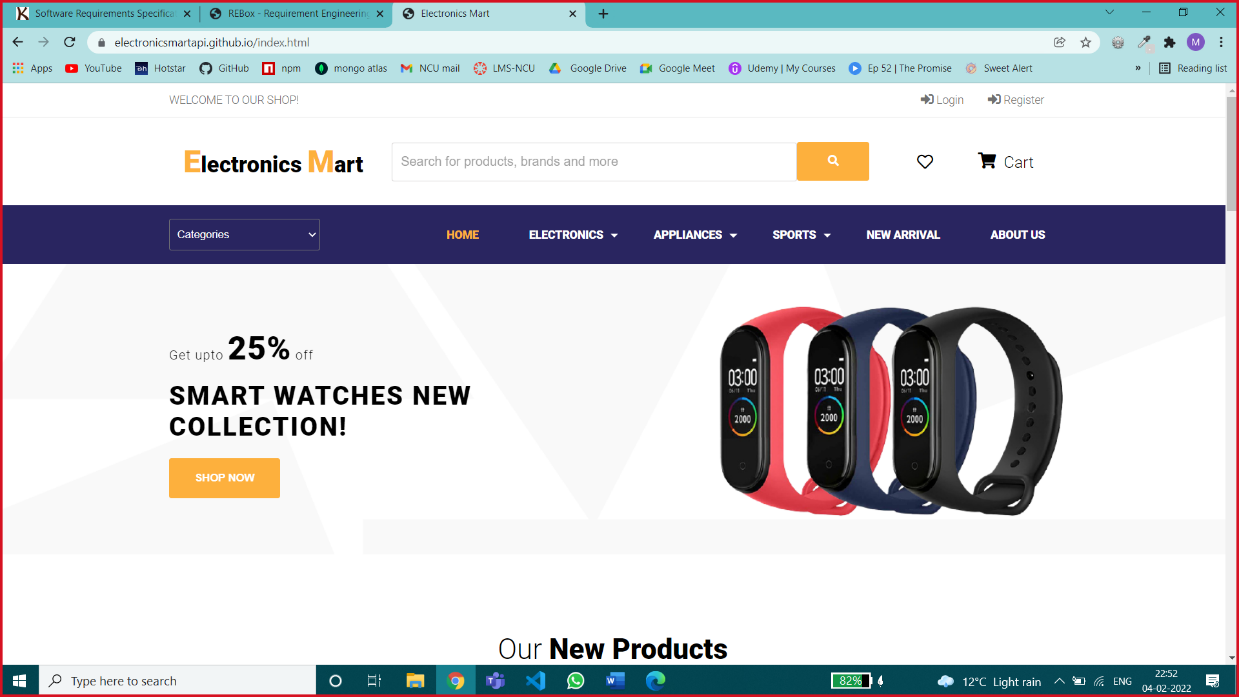 Software Requirements Specificat
REBox - Requirement Engineering
Electronics Mart
electronicsmartapi.github.io/index.html
M
Apps
YouTube
Hotstar
GitHub
npm
mongo atlas
NCU mail
LMS-NCU
Google Drive
Google Meet
Udemy | My Courses
Ep 52 | The Promise
Sweet Alert
»
Reading list
WELCOME TO OUR SHOP!
Login
Register
Electronics Mart
Search for products, brands and more
Cart
Categories
HOME
ELECTRONICS
APPLIANCES
SPORTS
NEW ARRIVAL
ABOUT US
Get upto 25% off
SMART WATCHES NEW
COLLECTION!
SHOP NOW
03:00
2000
03:00
2000
03:00
2000
Our New Products
Type here to search
82%
12°C Light rain
ENG
22:52
04-02-2022